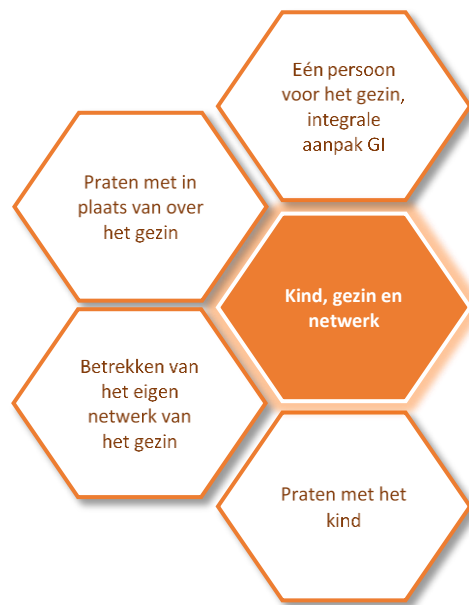 Eén persoon
voor het gezin,
integrale
aanpak GI
Praten met in
plaats van over
het gezin
Kind, gezin en
netwerk
Betrekken van
het eigen
netwerk van
het gezin
Praten met het
kind